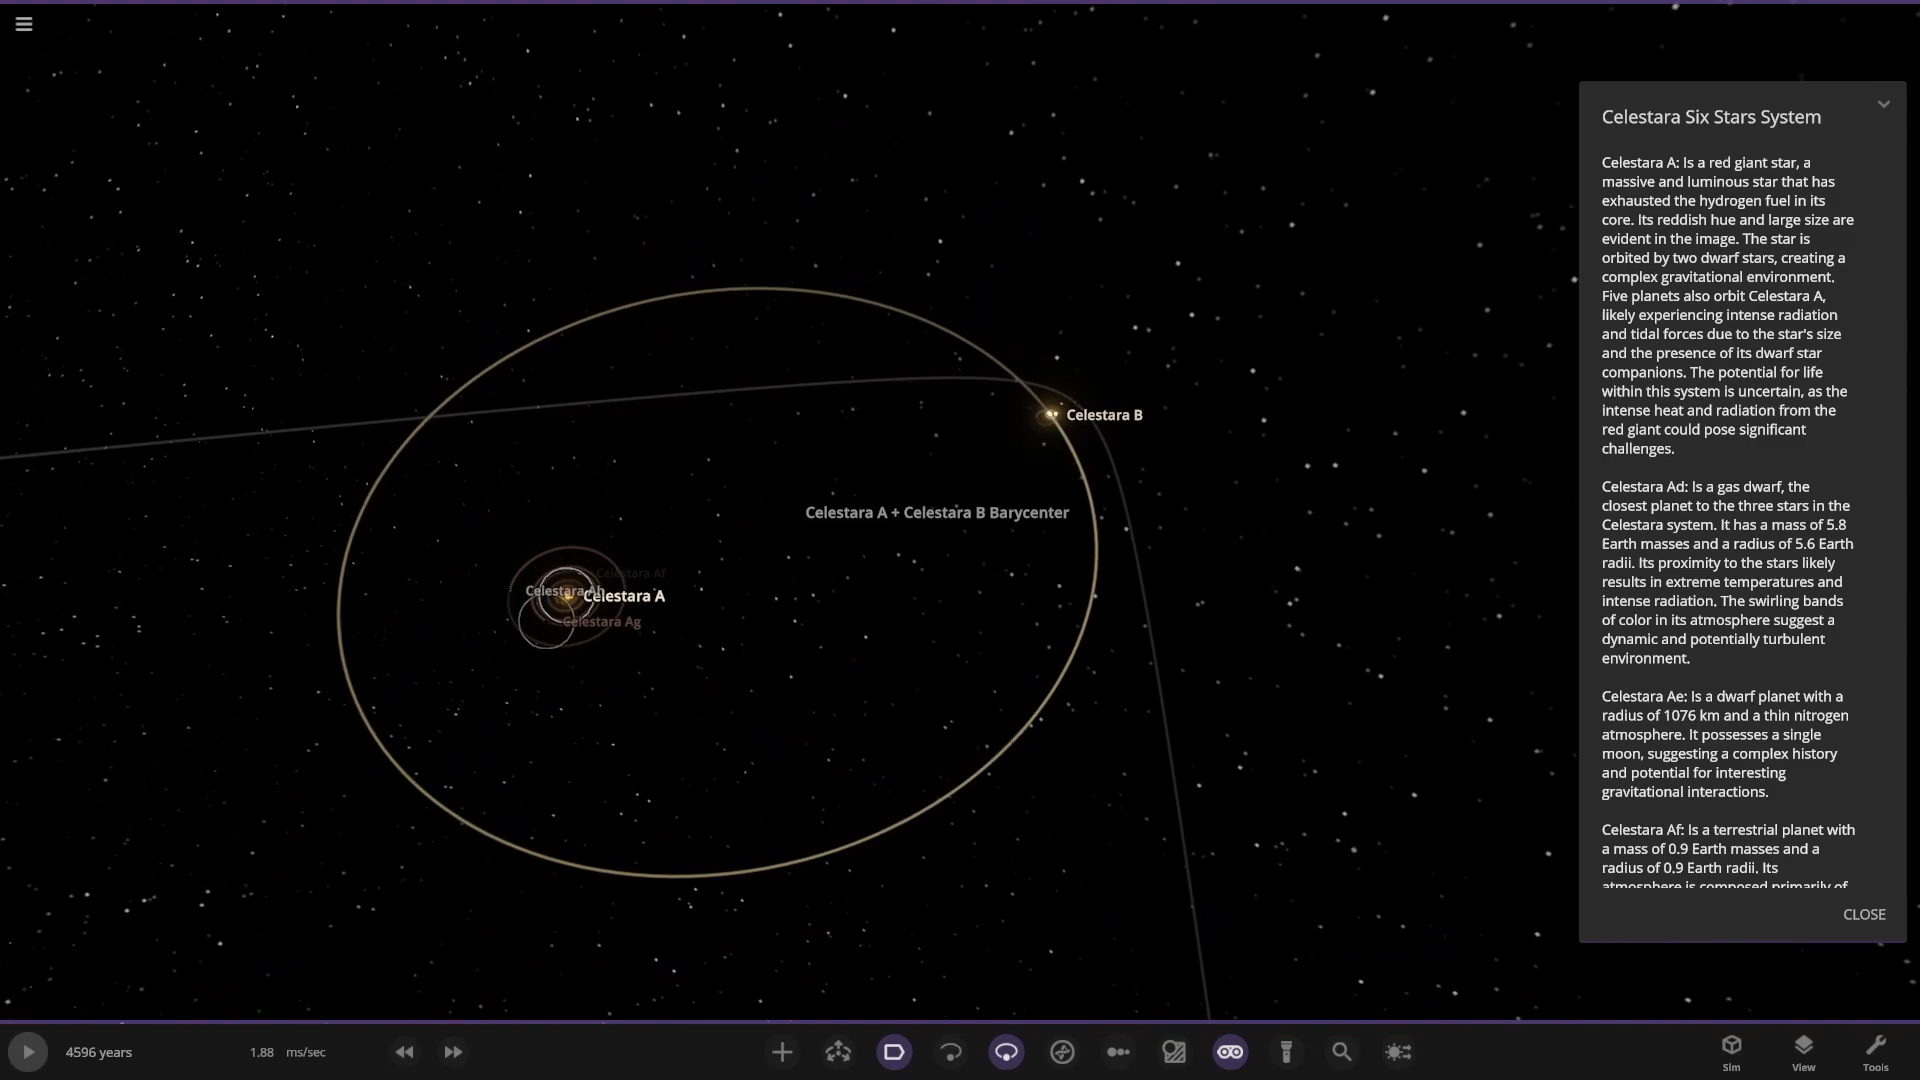 Celestara Six Stars System
Celestara A: Is a red giant star, a
massive and luminous star that has
exhausted the hydrogen fuel in its
core. Its reddish hue and large size are
evident in the image. The star is
orbited by two dwarf stars, creating a
complex gravitational environment.
Five planets also orbit Celestara A,
likely experiencing intense radiation
and tidal forces due to the star's size
and the presence of its dwarf star
companions. The potential for life
within this system is uncertain, as the
intense heat and radiation from the
red giant could pose significant
challenges.
Celestara Ad: Is a gas dwarf, the
closest planet to the three stars in the
Celestara system. It has a mass of 5.8
Earth masses and a radius of 5.6 Earth
radii. Its proximity to the stars likely
results in extreme temperatures and
intense radiation. The swirling bands
of color in its atmosphere suggest a
dynamic and potentially turbulent
environment.
Celestara Ae: Is a dwarf planet with a
radius of 1076 km and a thin nitrogen
atmosphere. It possesses a single
moon, suggesting a complex history
and potential for interesting
gravitational interactions.
Celestara Af: Is a terrestrial planet with
a mass of 0.9 Earth masses and a
radius of 0.9 Earth radii. Its
atmosphere is composed primarily of
CLOSE
Celestara B
Celestara A + Celestara B Barycenter
Celestara Af
Celestara Ah
Celestara A
Celestara Ag
4596 years
1.88 ms/sec
Sim
View
Tools